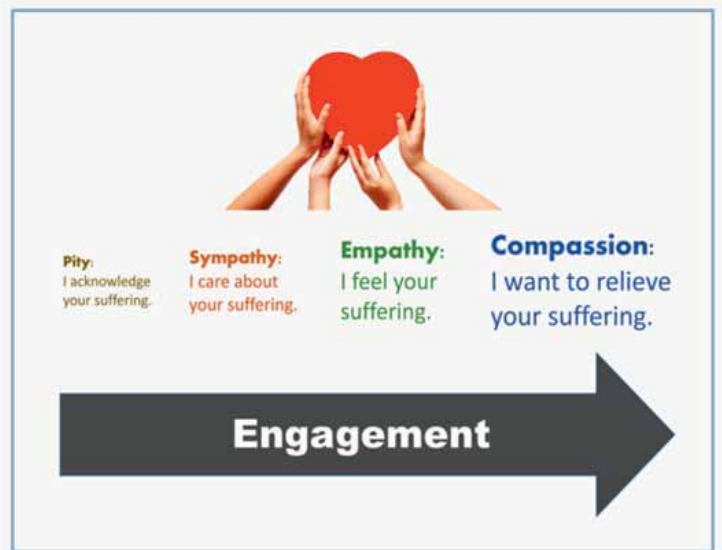 Pity:
I acknowledge
your suffering.
Sympathy:
I care about
your suffering.
Empathy:
I feel your
suffering.
Compassion:
I want to relieve
your suffering.
Engagement